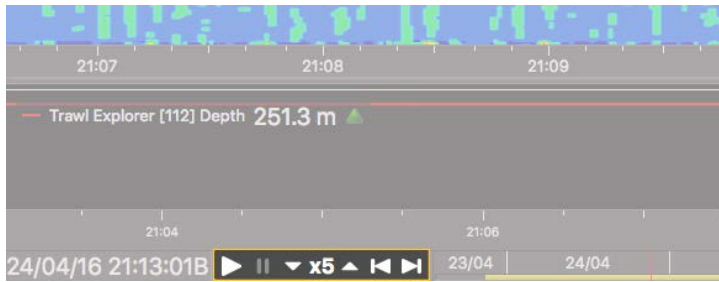 21:07 21:08 21:09
Trawl Explorer [112] Depth 251.3 m
21:04 21:06
24/04/16 21:13:01B x5 23/04 24/04